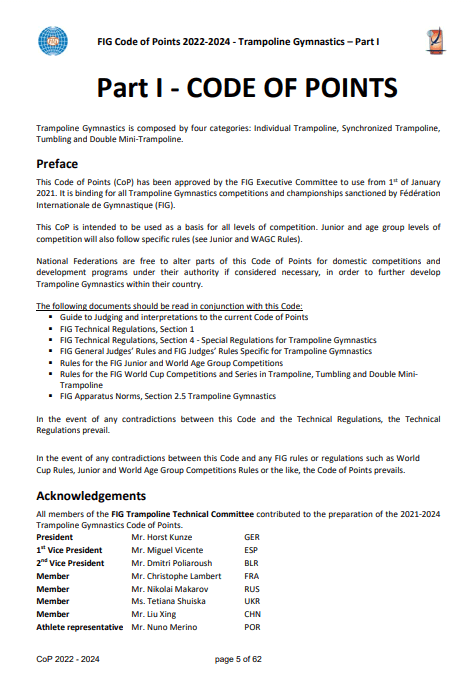 FIG Code of Points 2022-2024 - Trampoline Gymnastics – Part I
Part I - CODE OF POINTS
Trampoline Gymnastics is composed by four categories: Individual Trampoline, Synchronized Trampoline,
Tumbling and Double Mini-Trampoline.
Preface
This Code of Points (CoP) has been approved by the FIG Executive Committee to use from 1st of January
2021. It is binding for all Trampoline Gymnastics competitions and championships sanctioned by Fédération
Internationale de Gymnastique (FIG).
This CoP is intended to be used as a basis for all levels of competition. Junior and age group levels of
competition will also follow specific rules (see Junior and WAGC Rules).
National Federations are free to alter parts of this Code of Points for domestic competitions and
development programs under their authority if considered necessary, in order to further develop
Trampoline Gymnastics within their country.
The following documents should be read in conjunction with this Code:
▪ Guide to Judging and interpretations to the current Code of Points
▪ FIG Technical Regulations, Section 1
▪ FIG Technical Regulations, Section 4 - Special Regulations for Trampoline Gymnastics
▪ FIG General Judges' Rules and FIG Judges' Rules Specific for Trampoline Gymnastics
▪ Rules for the FIG Junior and World Age Group Competitions
▪ Rules for the FIG World Cup Competitions and Series in Trampoline, Tumbling and Double Mini-
Trampoline
▪ FIG Apparatus Norms, Section 2.5 Trampoline Gymnastics
In the event of any contradictions between this Code and the Technical Regulations, the Technical
Regulations prevail.
In the event of any contradictions between this Code and any FIG rules or regulations such as World
Cup Rules, Junior and World Age Group Competitions Rules or the like, the Code of Points prevails.
Acknowledgements
All members of the FIG Trampoline Technical Committee contributed to the preparation of the 2021-2024
Trampoline Gymnastics Code of Points.
President Mr. Horst Kunze GER
1st Vice President Mr. Miguel Vicente ESP
2nd Vice President Mr. Dmitri Poliaroush BLR
Member Mr. Christophe Lambert FRA
Member Mr. Nikolai Makarov RUS
Member Ms. Tetiana Shuiska UKR
Member Mr. Liu Xing CHN
Athlete representative Mr. Nuno Merino POR
CoP 2022 - 2024 page 5 of 62